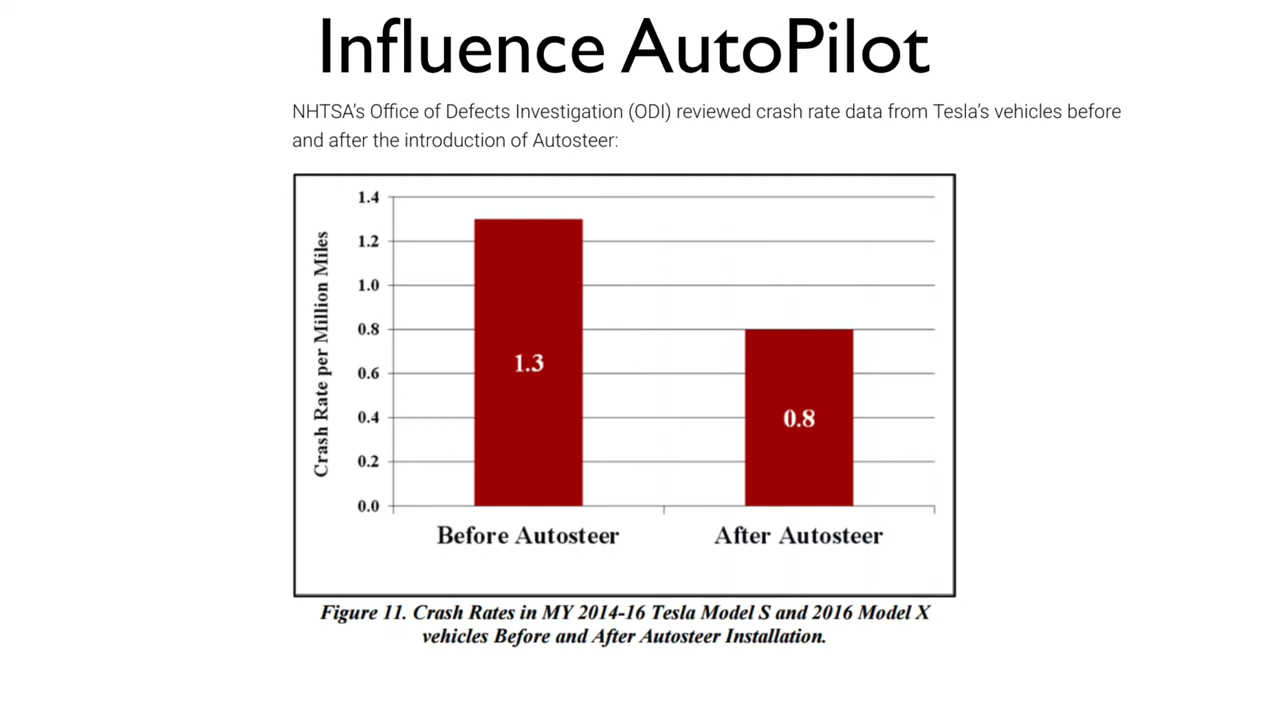 Influence AutoPilot
NHTSA's Office of Defects Investigation (ODI) reviewed crash rate data from Tesla's vehicles before
and after the introduction of Autosteer:
Crash Rate per Million Miles
1.4
1.2
1.0
0.8
0.6
0.4
0.2
0.0
1.3
0.8
Before Autosteer
After Autosteer
Figure 11. Crash Rates in MY 2014-16 Tesla Model S and 2016 Model X
vehicles Before and After Autosteer Installation.